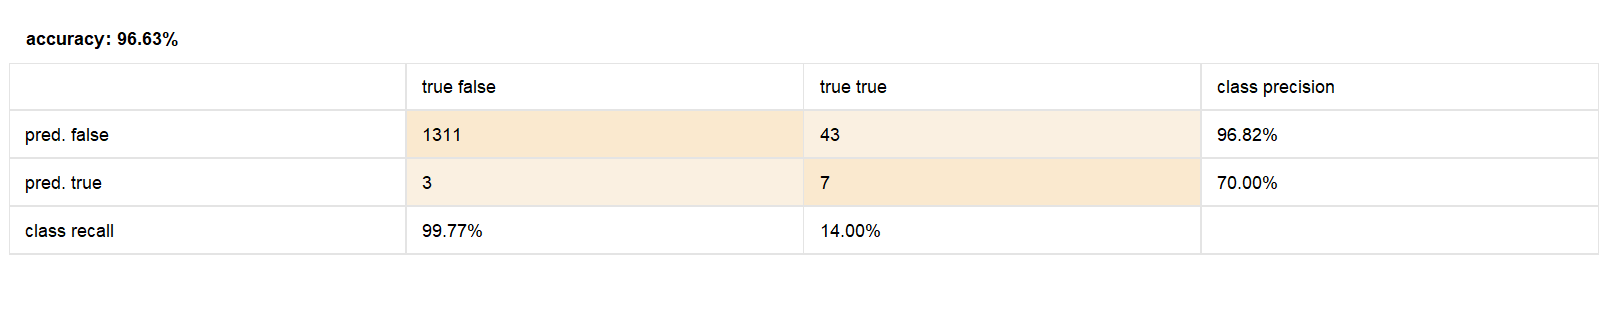 accuracy: 96.63%
true false true true class precision
pred. false 1311 43 96.82%
pred. true 3 7 70.00%
class recall 99.77% 14.00%